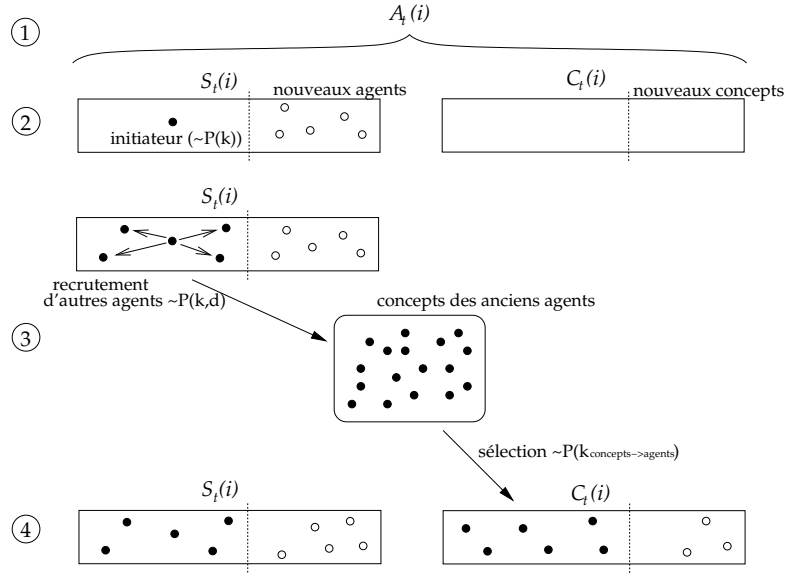 ① A_t(i)
S_t(i) nouveaux agents C_t(i) nouveaux concepts
② initiateur (~P(k))
S_t(i)
recrutement
d'autres agents ~P(k,d)
concepts des anciens agents
③
sélection ~P(k_concepts−>agents)
S_t(i) C_t(i)
④